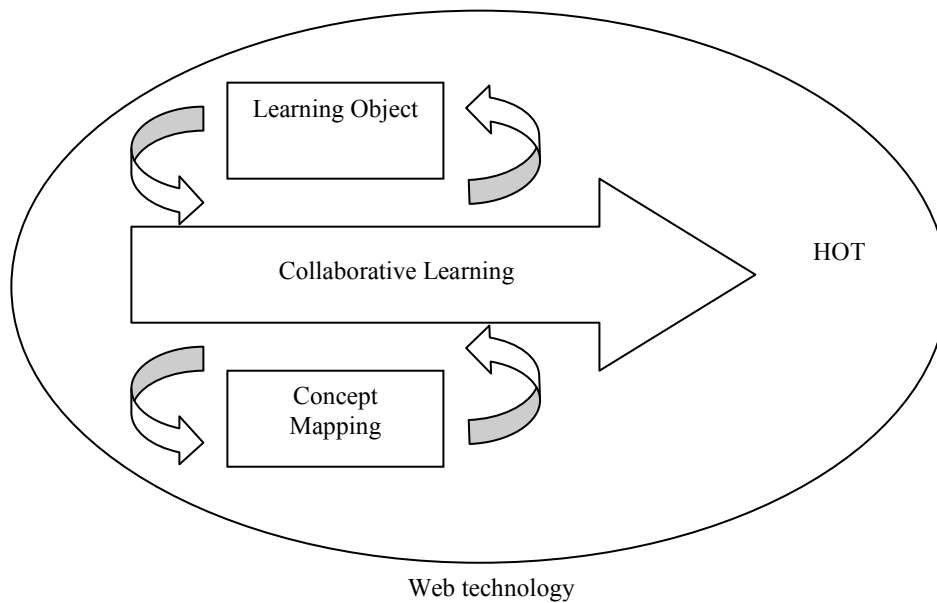 Learning Object
Collaborative Learning
HOT
Concept
Mapping
Web technology